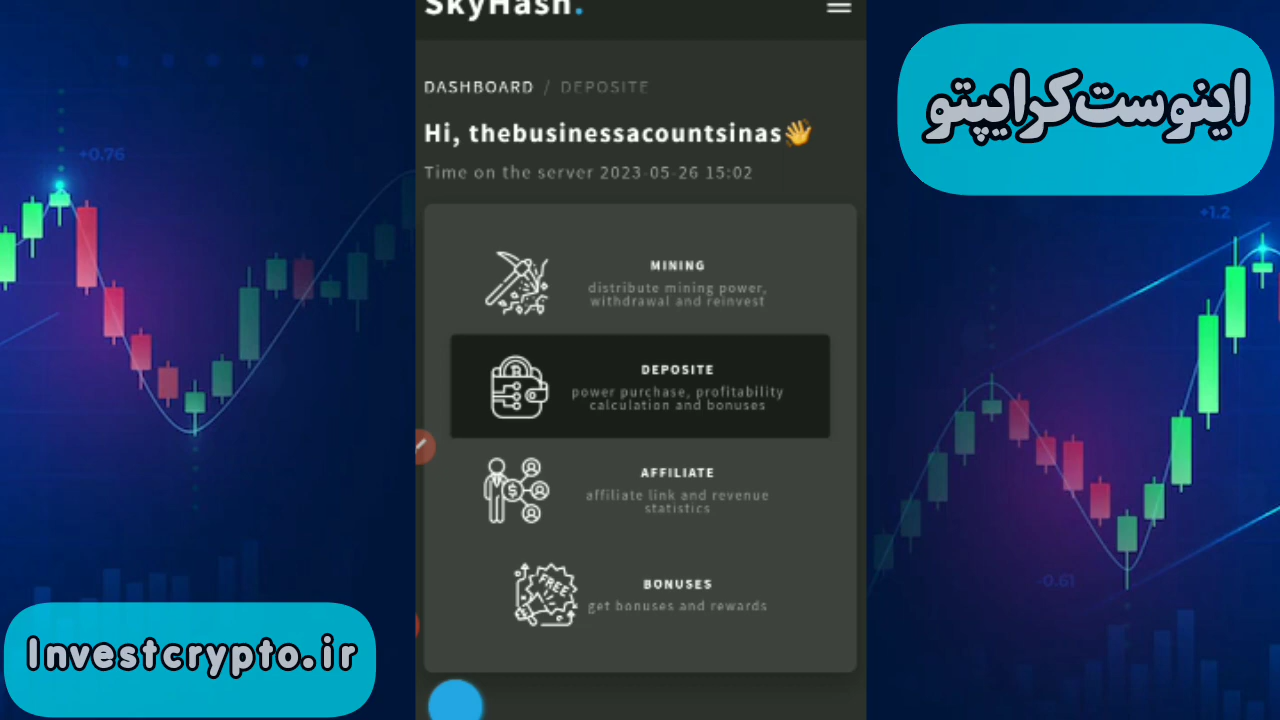 SkyHash.
DASHBOARD / DEPOSITE
Hi, thebusinessacountsinas👋
Time on the server 2023-05-26 15:02
MINING
distribute mining power,
withdrawal and reinvest
DEPOSITE
power purchase, profitability
calculation and bonuses
AFFILIATE
affiliate link and revenue
statistics
FREE
BONUSES
get bonuses and rewards
اینوست‌کرایپتو
Investcrypto.ir
+0.76
+1.2
-0.61